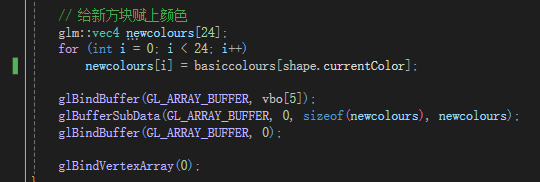 // 给新方块赋上颜色
glm::vec4 newcolours[24];
for (int i = 0; i < 24; i++)
newcolours[i] = basiccolours[shape.currentColor];
glBindBuffer(GL_ARRAY_BUFFER, vbo[5]);
glBufferSubData(GL_ARRAY_BUFFER, 0, sizeof(newcolours), newcolours);
glBindBuffer(GL_ARRAY_BUFFER, 0);
glBindVertexArray(0);